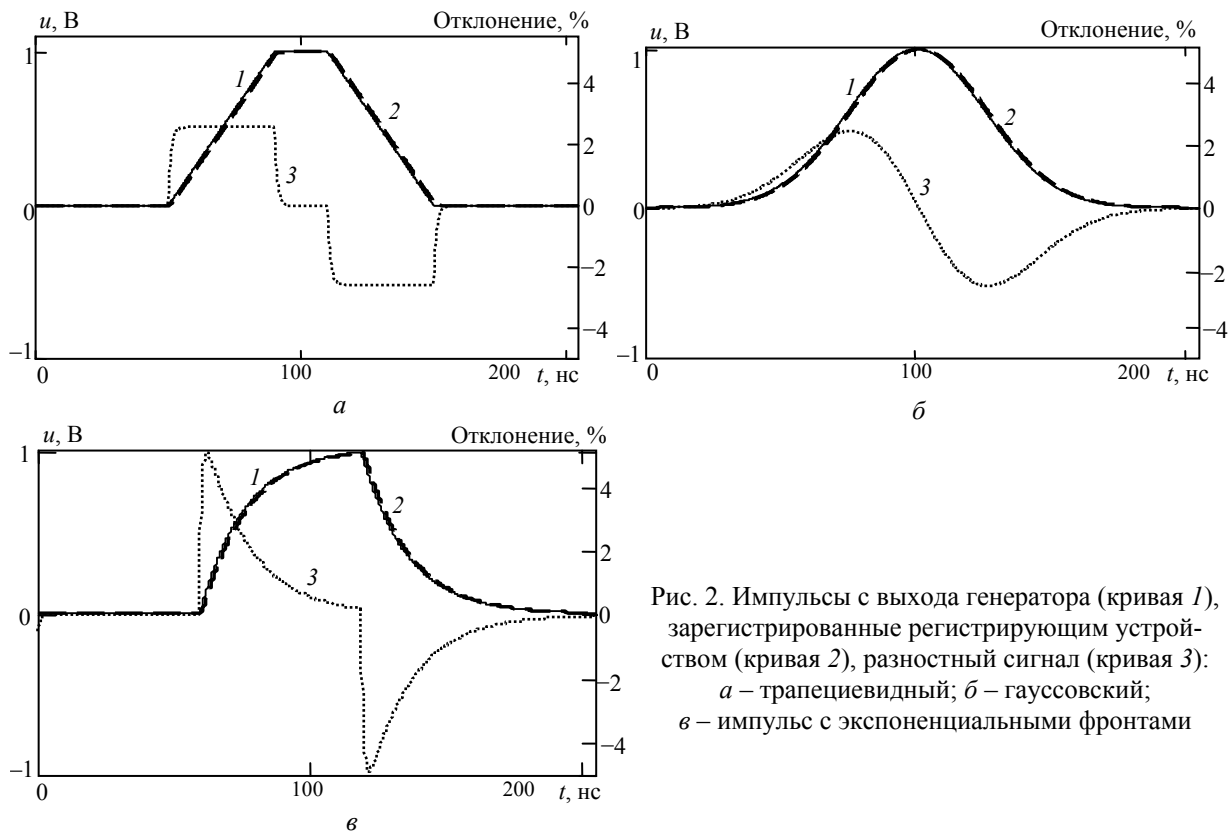 u, В
Отклонение, %
1
4
1
2
2
3
0
0
−2
−4
−1
0
100
200
t, нс
а
u, В
Отклонение, %
1
4
1
2
2
3
0
0
−2
−4
−1
0
100
200
t, нс
б
u, В
Отклонение, %
1
4
1
2
2
3
0
0
−2
−4
−1
0
100
200
t, нс
в
Рис. 2. Импульсы с выхода генератора (кривая 1),
зарегистрированные регистрирующим устрой-
ством (кривая 2), разностный сигнал (кривая 3):
а – трапециевидный; б – гауссовский;
в – импульс с экспоненциальными фронтами